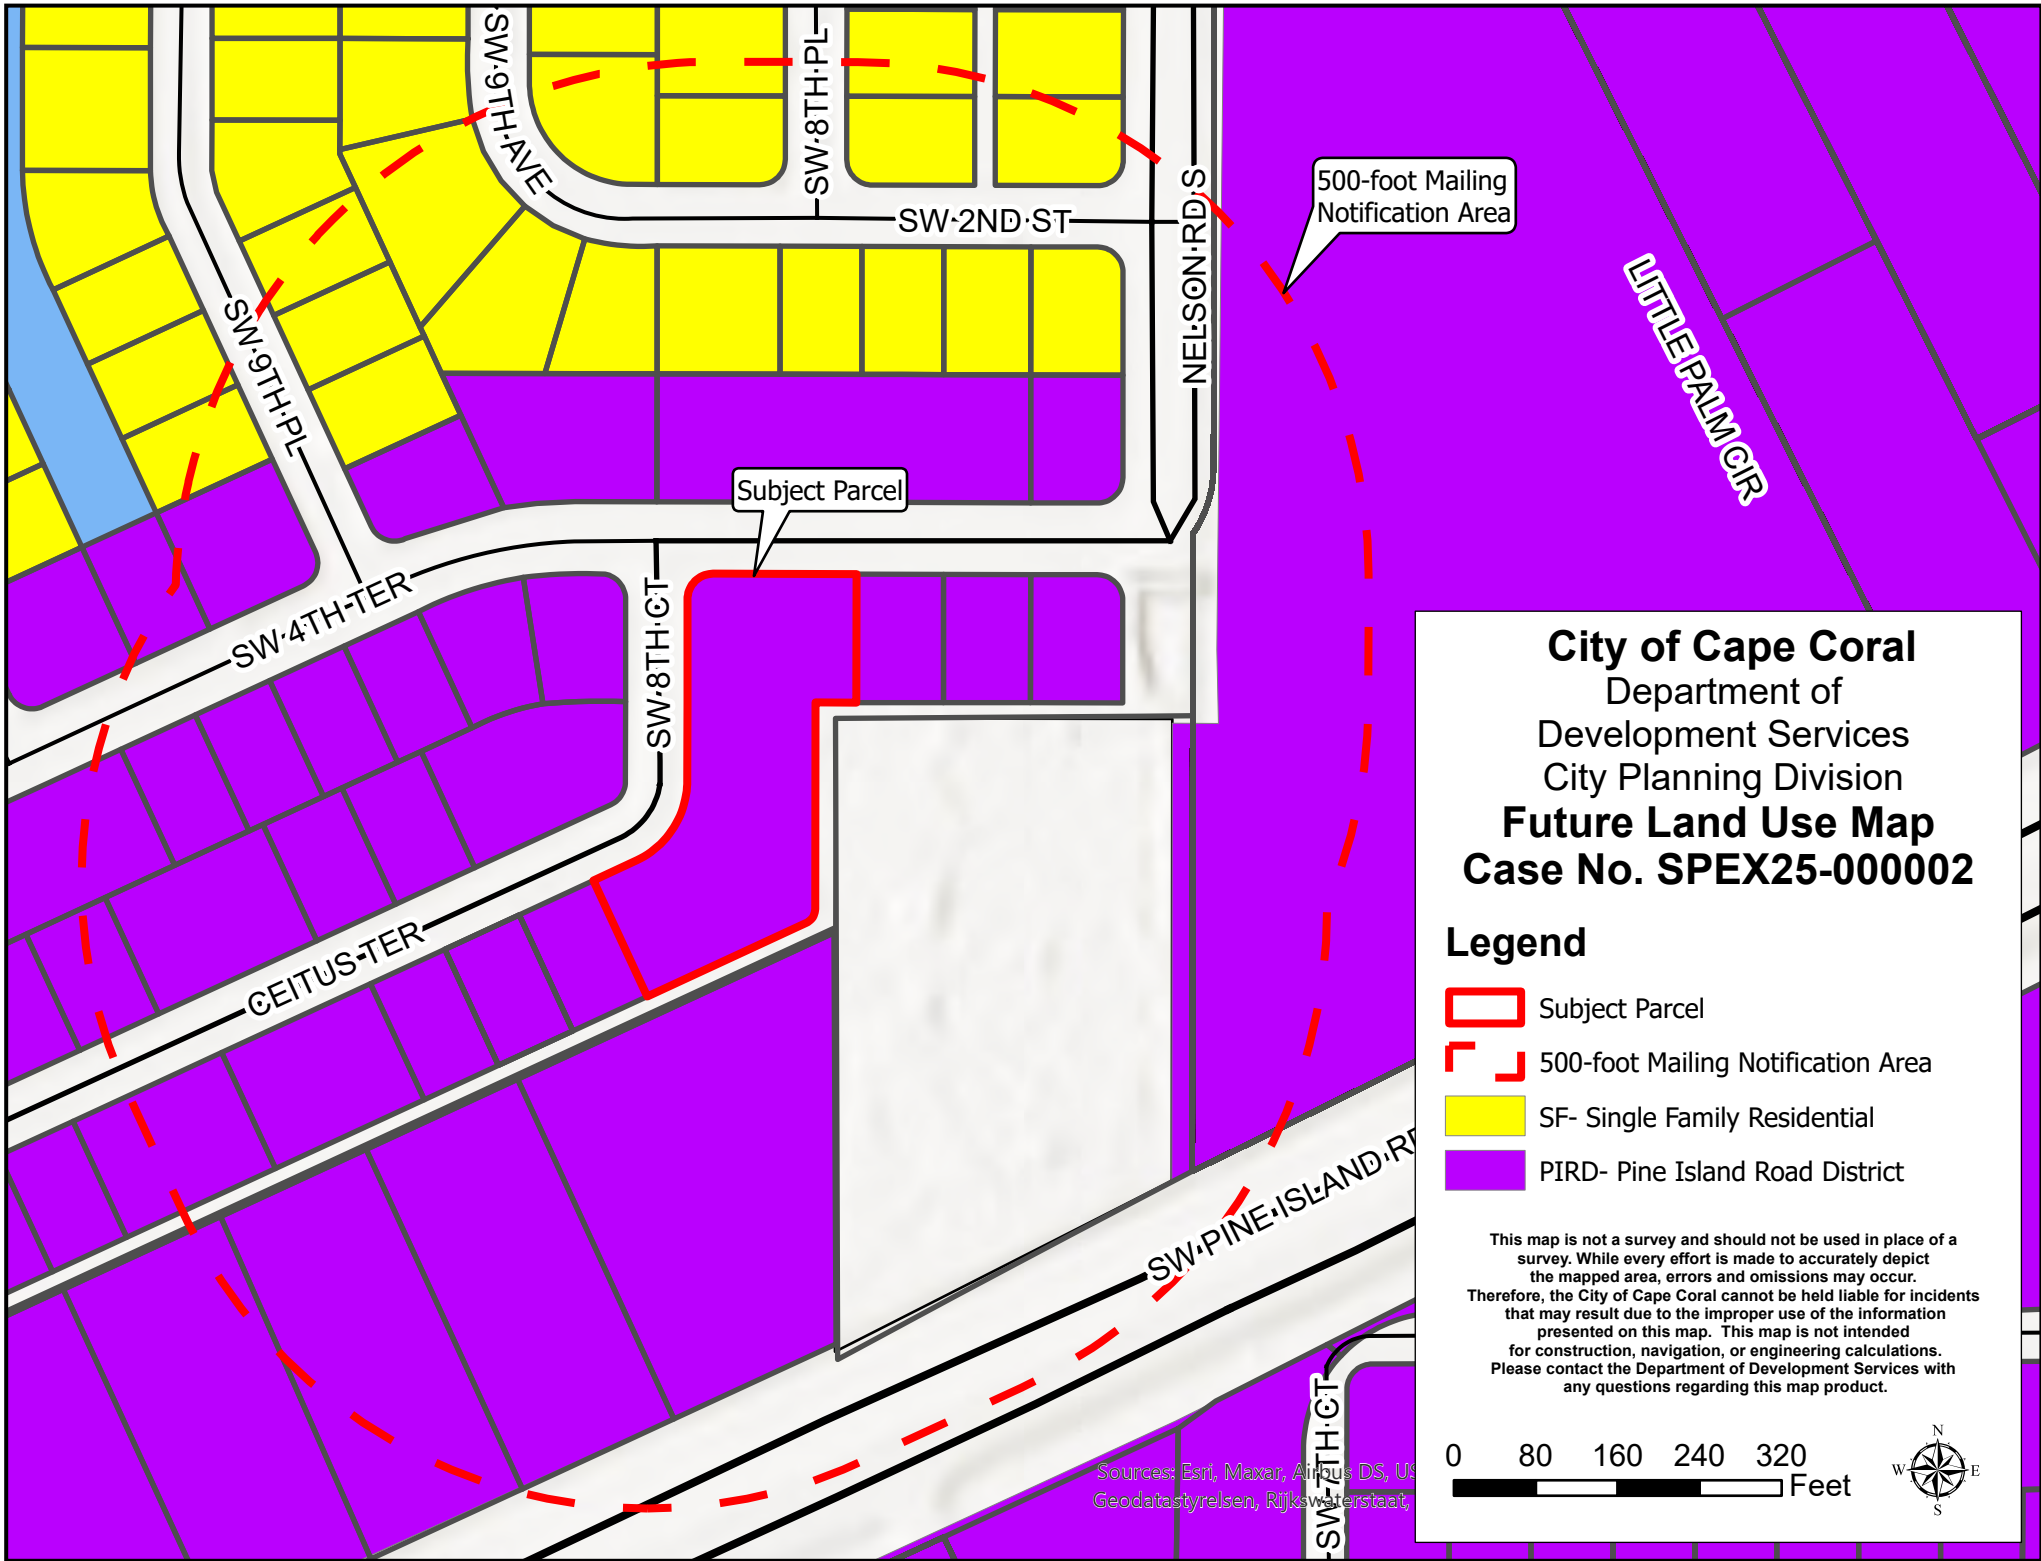 SW 9TH AVE
SW 8TH PL
500-foot Mailing
Notification Area
SW 2ND ST
NELSON RD S
LITTLE PALM CIR
SW 9TH PL
Subject Parcel
SW 4TH TER
SW 8TH CT
CEITUS TER
SW PINE ISLAND RD
SW 7TH CT
Sources: Esri, Maxar, Airbus DS, US
Geodatastyrelsen, Rijkswaterstaat,
City of Cape Coral
Department of
Development Services
City Planning Division
Future Land Use Map
Case No. SPEX25-000002
Legend
Subject Parcel
500-foot Mailing Notification Area
SF- Single Family Residential
PIRD- Pine Island Road District
This map is not a survey and should not be used in place of a
survey. While every effort is made to accurately depict
the mapped area, errors and omissions may occur.
Therefore, the City of Cape Coral cannot be held liable for incidents
that may result due to the improper use of the information
presented on this map. This map is not intended
for construction, navigation, or engineering calculations.
Please contact the Department of Development Services with
any questions regarding this map product.
0 80 160 240 320
Feet
N
W E
S